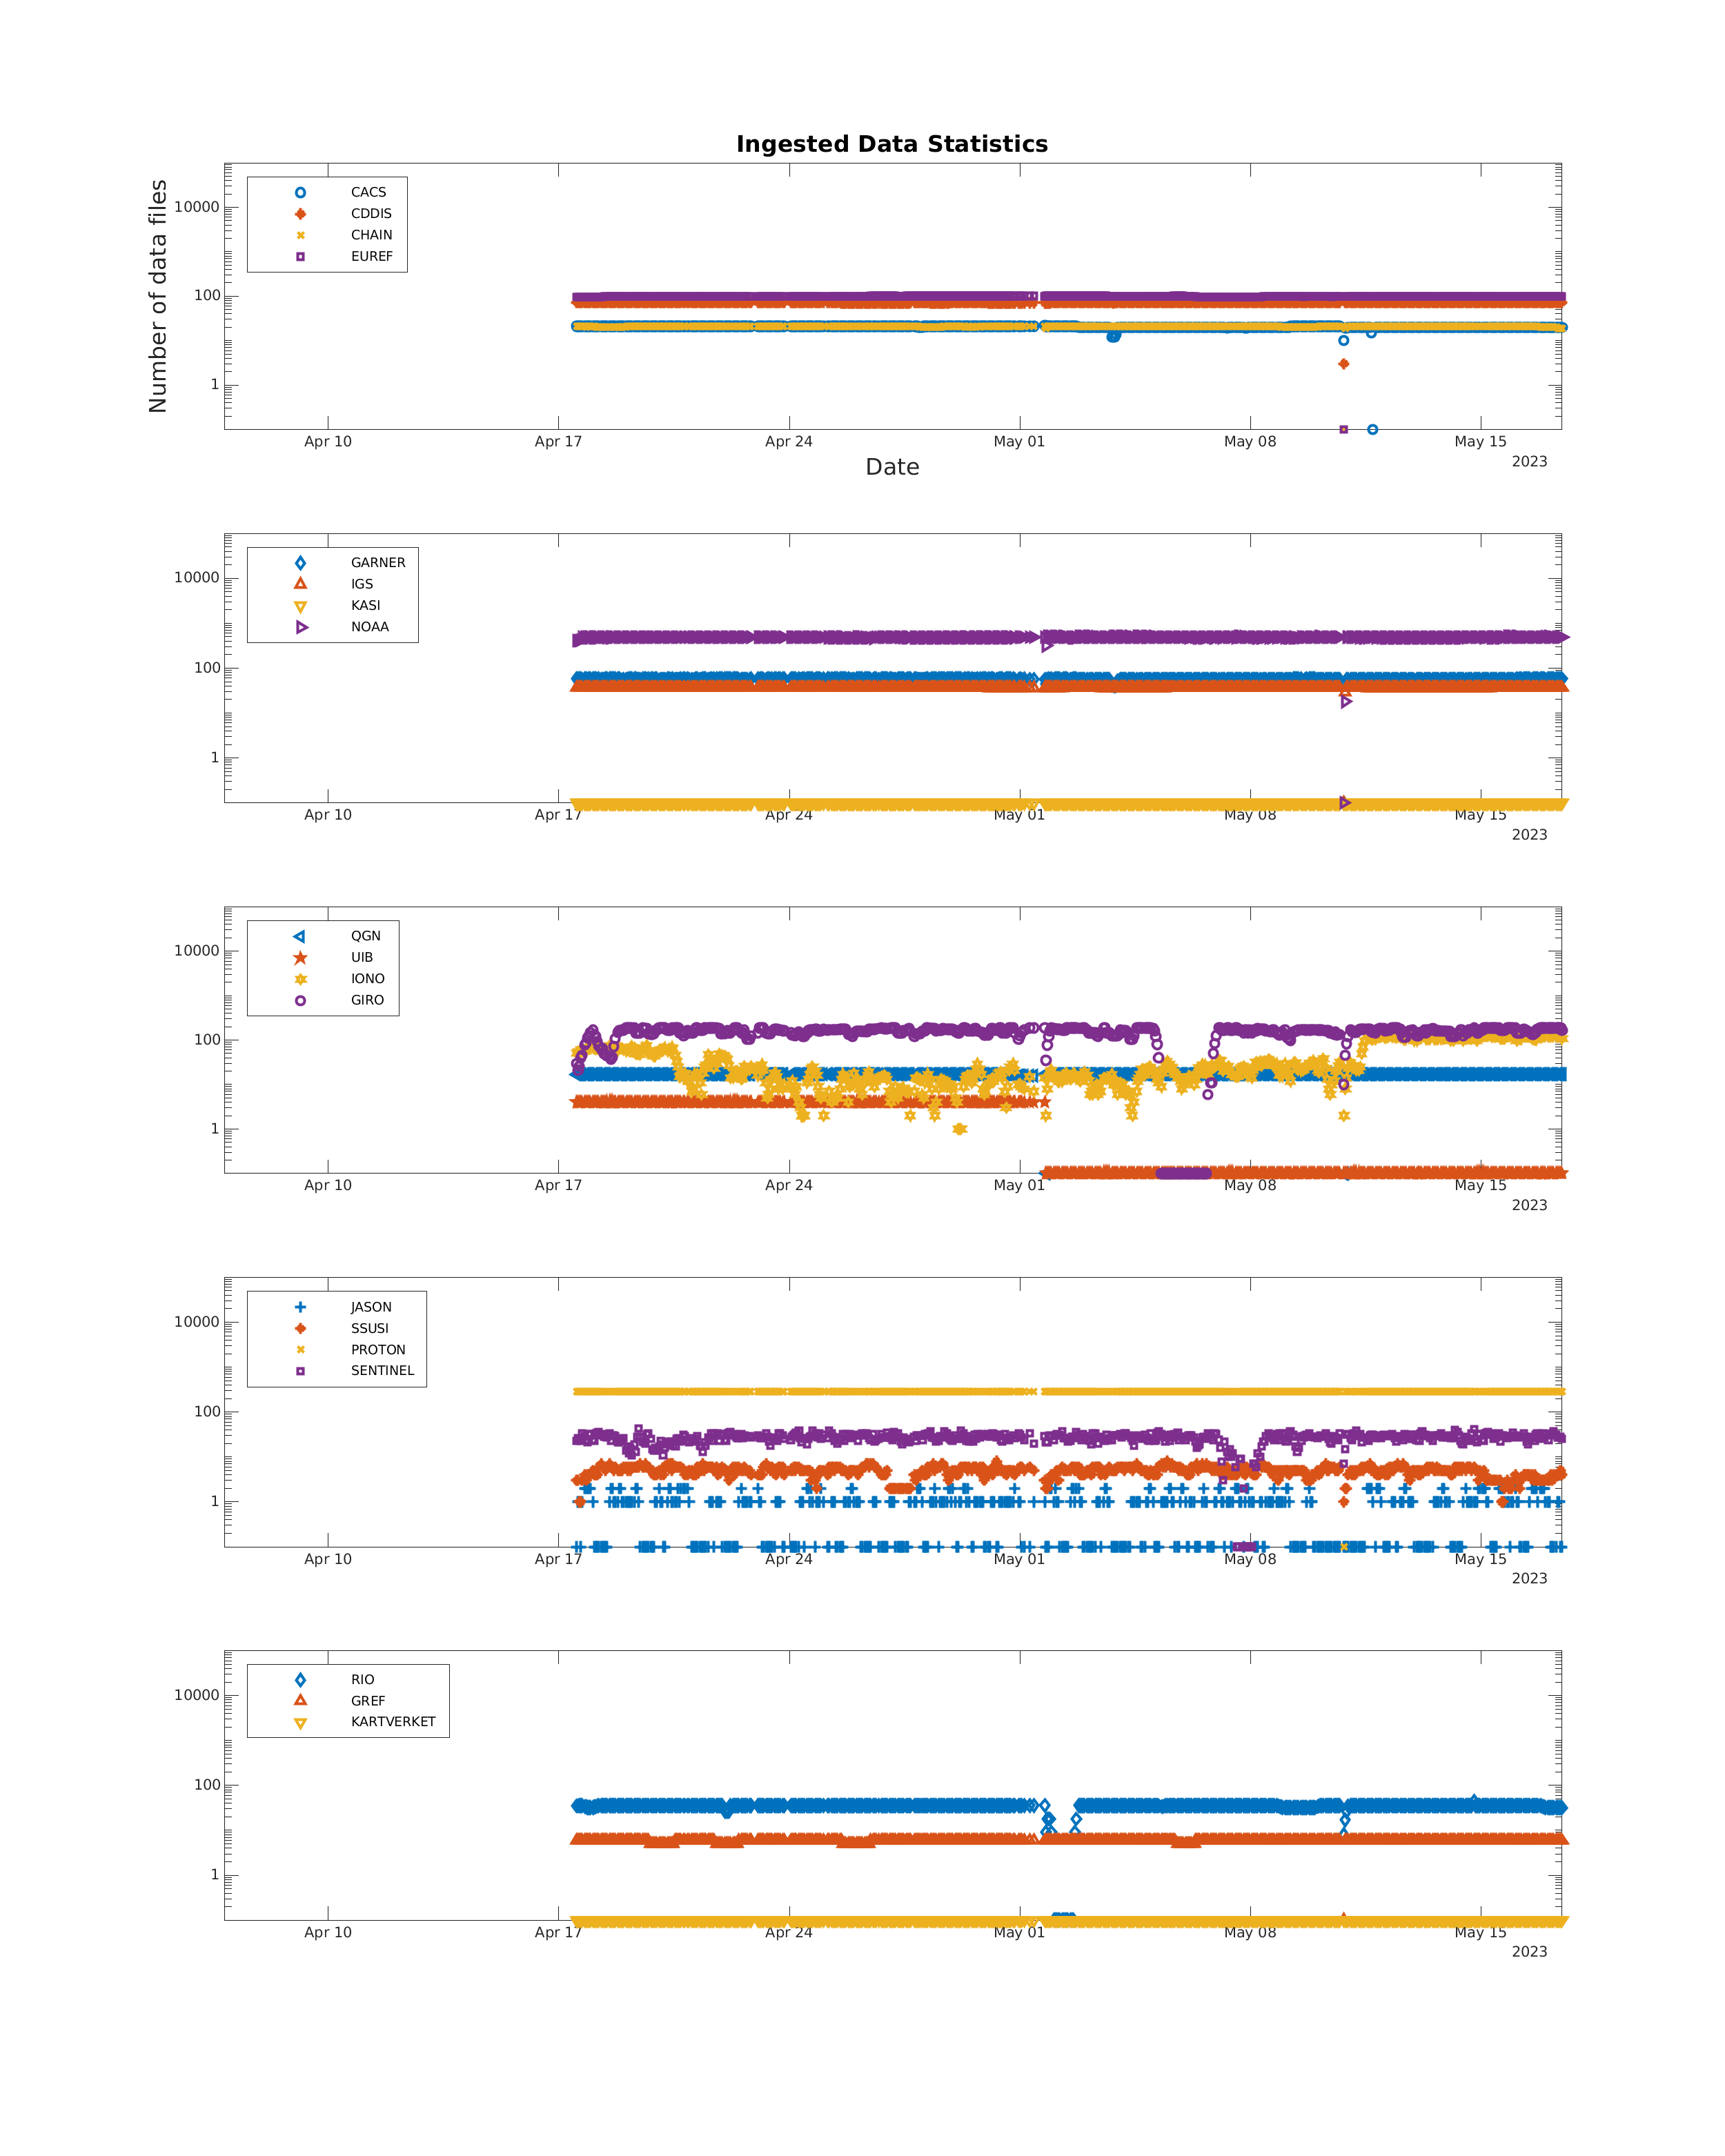 Ingested Data Statistics
Number of data files
10000
100
1
CACS
CDDIS
CHAIN
EUREF
Apr 10 Apr 17 Apr 24 May 01 May 08 May 15
2023
Date
10000
100
1
GARNER
IGS
KASI
NOAA
Apr 10 Apr 17 Apr 24 May 01 May 08 May 15
2023
10000
100
1
QGN
UIB
IONO
GIRO
Apr 10 Apr 17 Apr 24 May 01 May 08 May 15
2023
10000
100
1
JASON
SSUSI
PROTON
SENTINEL
Apr 10 Apr 17 Apr 24 May 01 May 08 May 15
2023
10000
100
1
RIO
GREF
KARTVERKET
Apr 10 Apr 17 Apr 24 May 01 May 08 May 15
2023